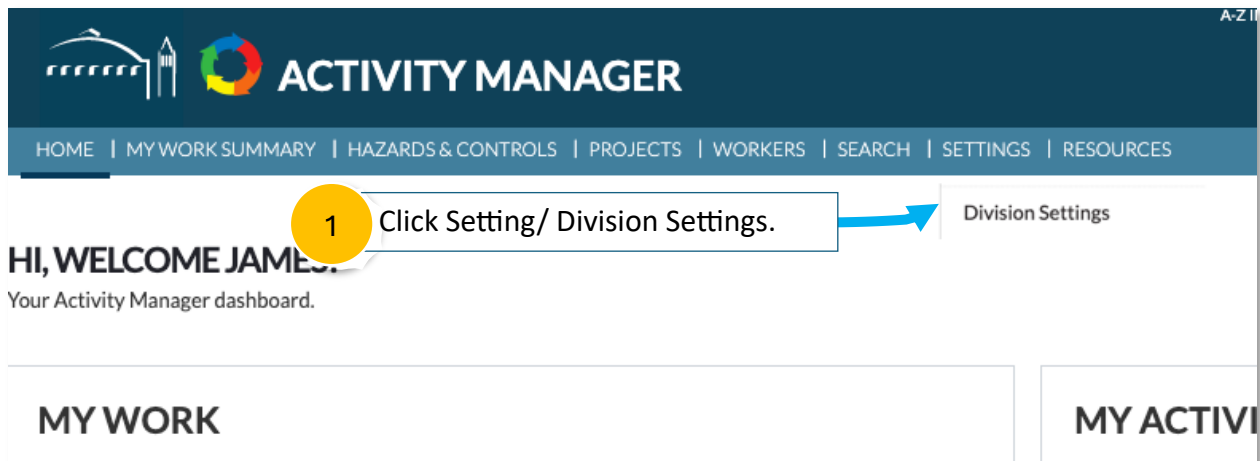 A-Z
ACTIVITY MANAGER
HOME | MY WORK SUMMARY | HAZARDS & CONTROLS | PROJECTS | WORKERS | SEARCH | SETTINGS | RESOURCES
1 Click Setting/ Division Settings.
Division Settings
HI, WELCOME JAMES!
Your Activity Manager dashboard.
MY WORK
MY ACTIVI